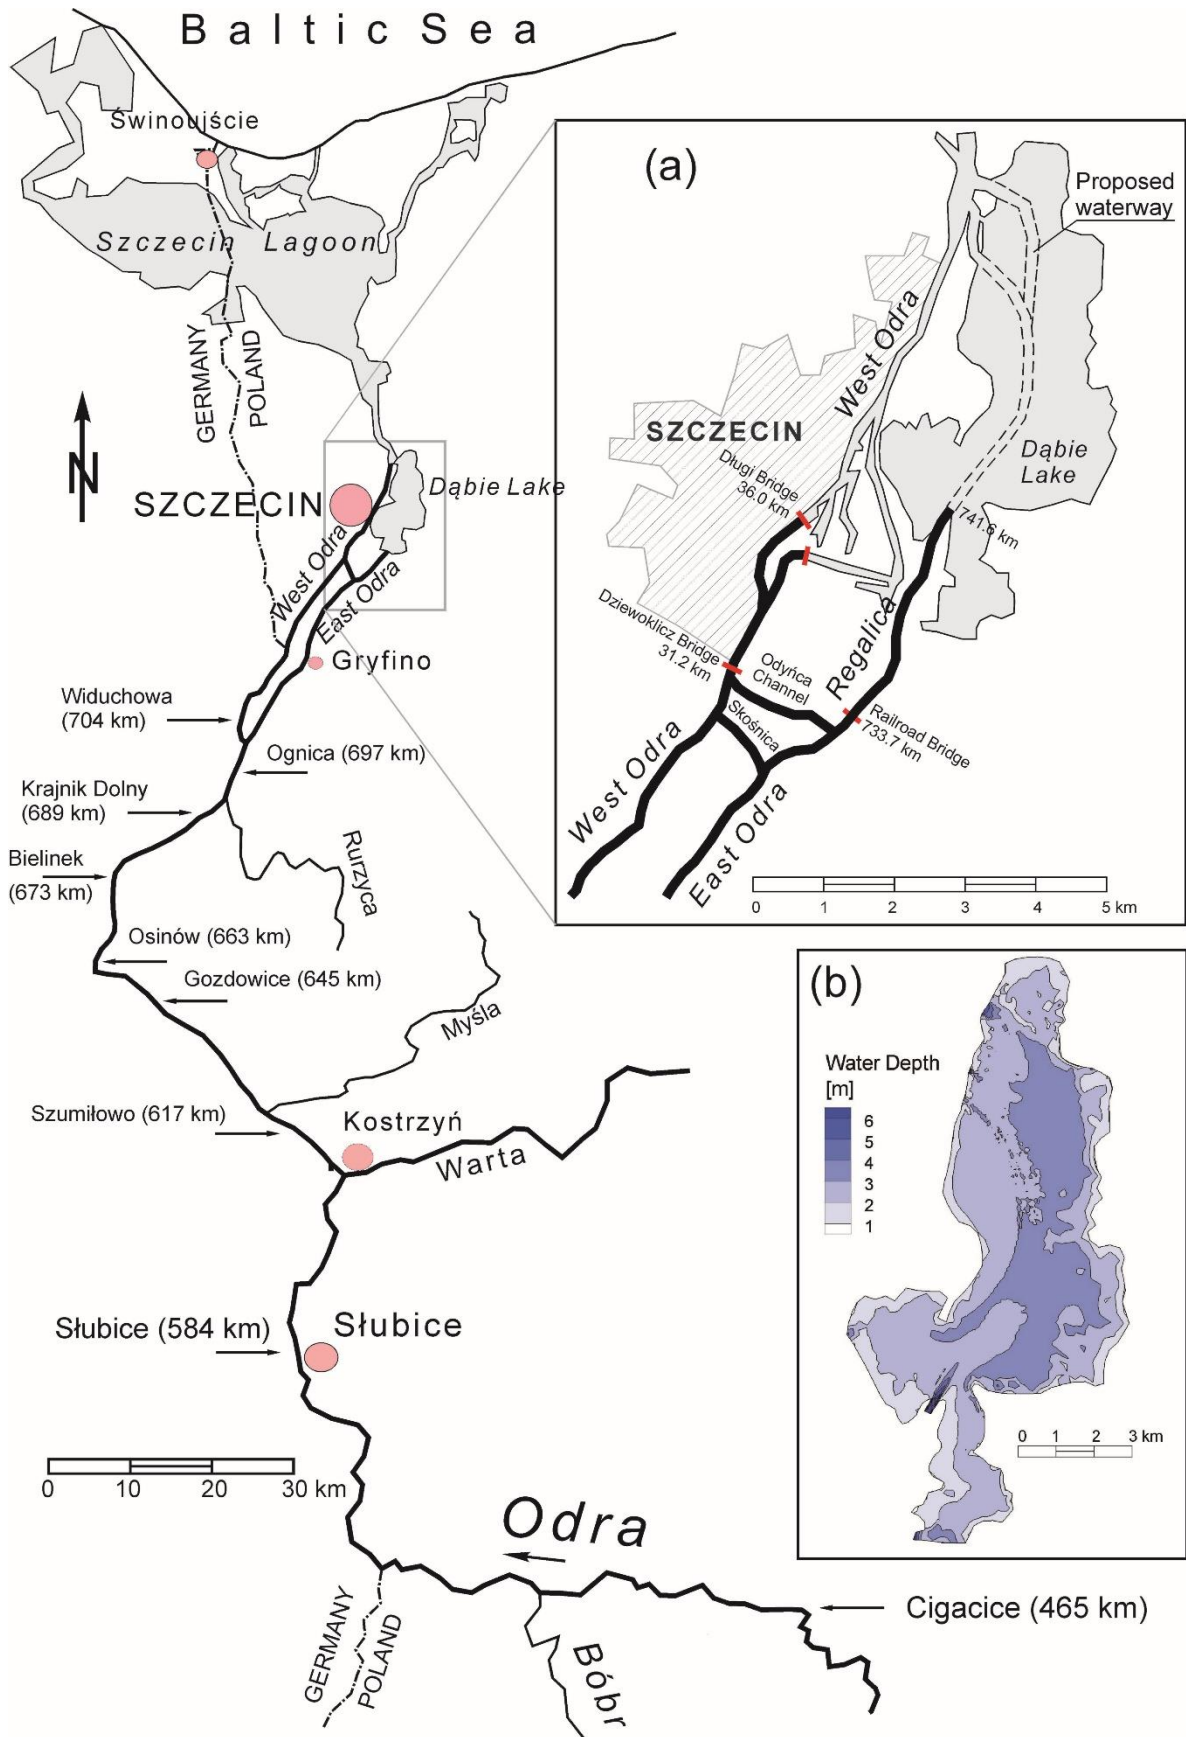 Baltic Sea
Świnoujście
Szczecin Lagoon
GERMANY
POLAND
N
SZCZECIN
Dąbie Lake
West Odra
East Odra
Gryfino
Widuchowa
(704 km)
Ognica (697 km)
Krajnik Dolny
(689 km)
Bielinek
(673 km)
Rurzyca
Osinów (663 km)
Gozdowice (645 km)
Myśla
Szumiłowo (617 km)
Kostrzyń
Warta
Słubice (584 km)
Słubice
0 10 20 30 km
Odra
Cigacice (465 km)
GERMANY
POLAND
Bóbr
(a)
Proposed
waterway
West Odra
SZCZECIN
Dąbie
Lake
Długi Bridge
36.0 km
741.6 km
Dziewoklicz Bridge
31.2 km
Odyńca
Channel
Regalica
Skośnica
Railroad Bridge
733.7 km
West Odra
East Odra
0 1 2 3 4 5 km
(b)
Water Depth
[m]
6
5
4
3
2
1
0 1 2 3 km